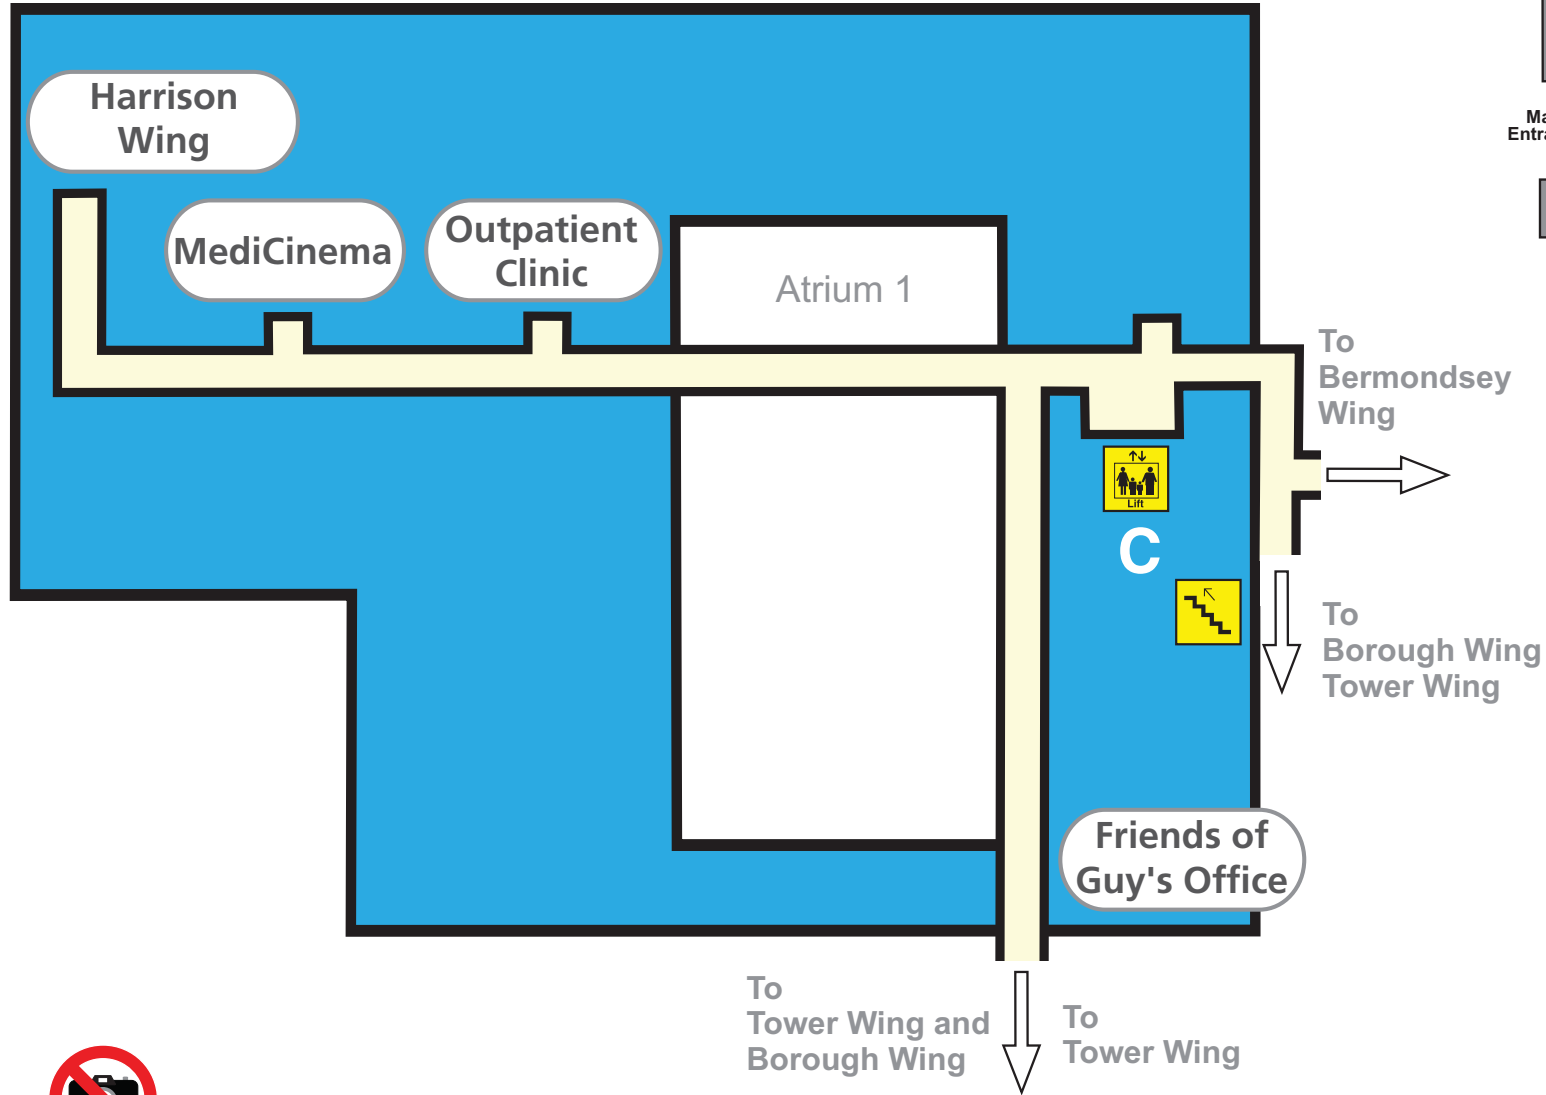 Harrison
Wing
MediCinema
Outpatient
Clinic
Atrium 1
To
Bermondsey
Wing
Lift
C
To
Borough Wing
Tower Wing
Friends of
Guy's Office
To
Tower Wing and
Borough Wing
To
Tower Wing